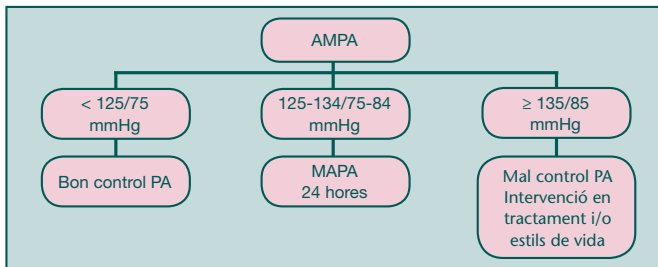 AMPA
< 125/75
mmHg
125-134/75-84
mmHg
≥ 135/85
mmHg
Bon control PA
MAPA
24 hores
Mal control PA
Intervenció en
tractament i/o
estils de vida